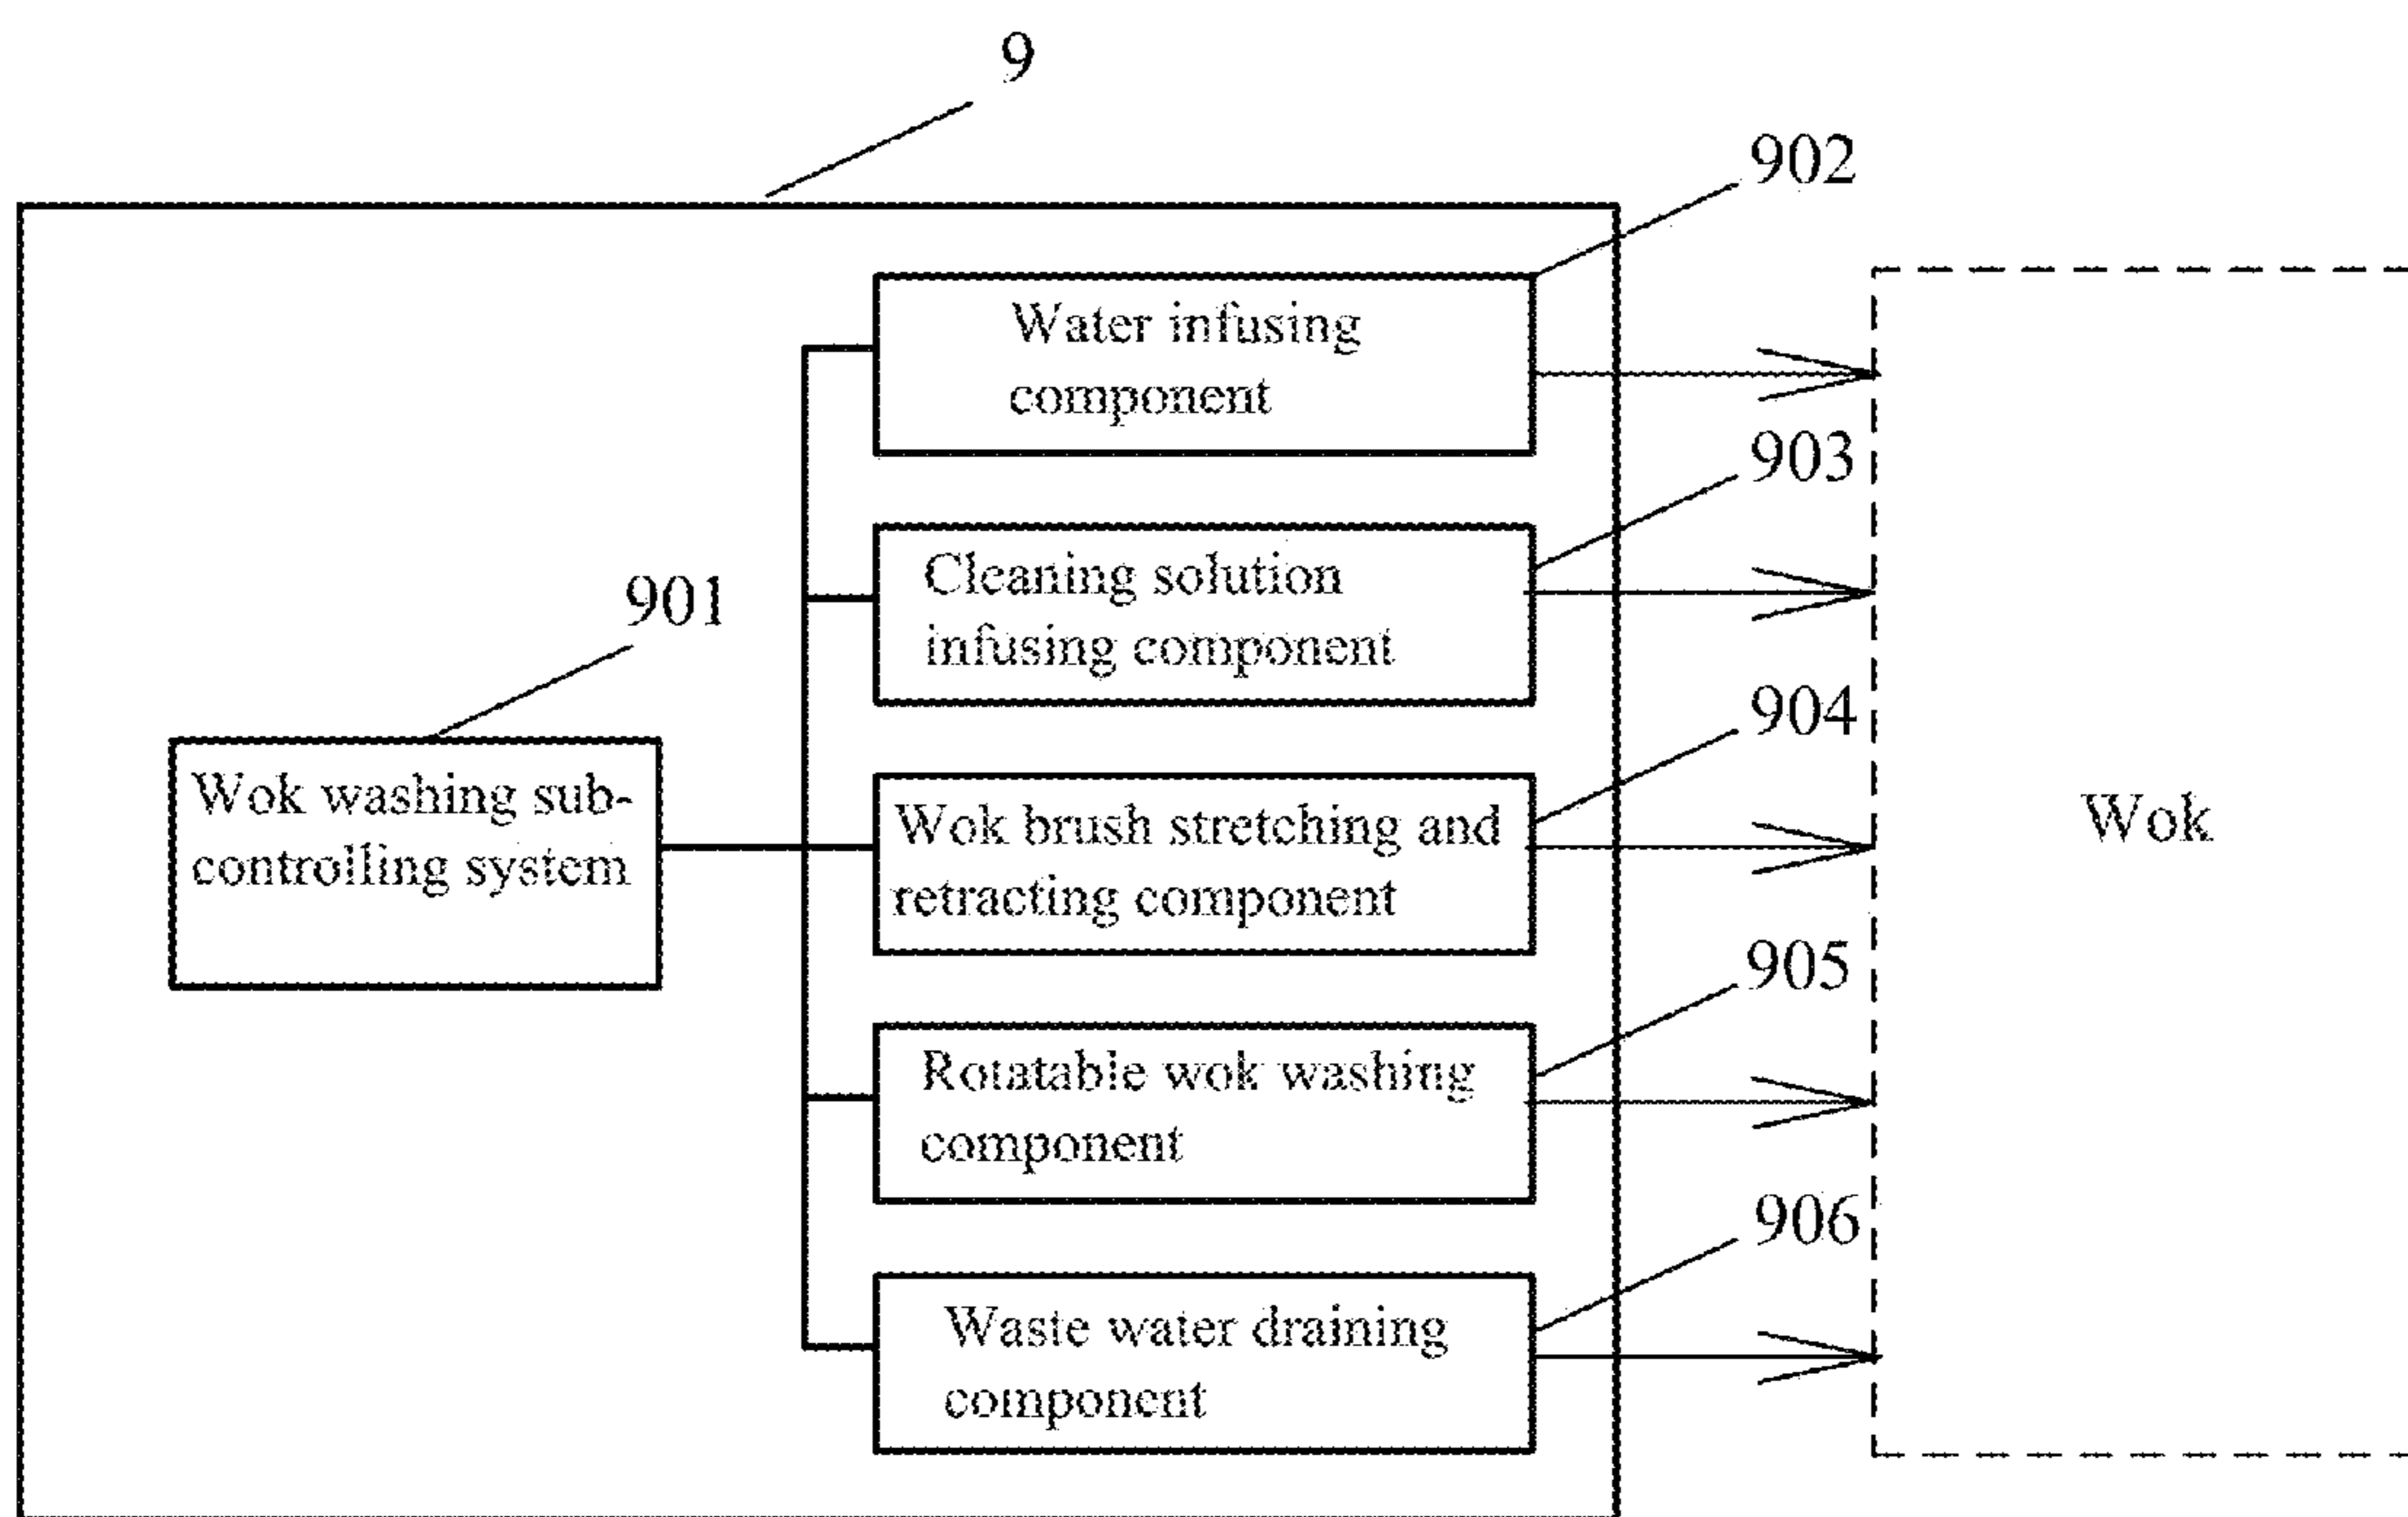 9
902
Water infusing
component
903
Cleaning solution
infusing component
901
904
Wok washing sub-
controlling system
Wok brush stretching and
retracting component
Wok
905
Rotatable wok washing
component
906
Waste water draining
component